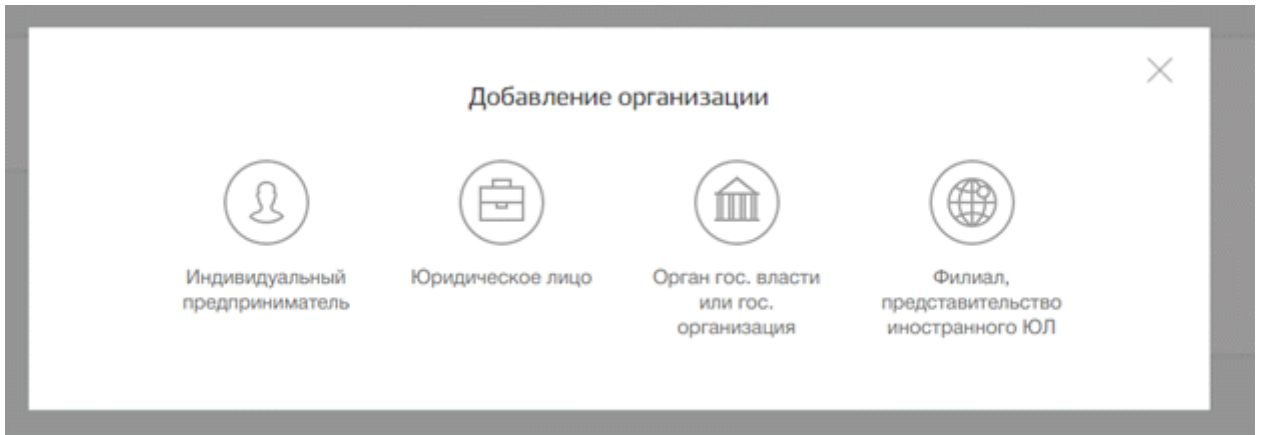 Добавление организации
Индивидуальный
предприниматель
Юридическое лицо
Орган гос. власти
или гос.
организация
Филиал,
представительство
иностранного ЮЛ